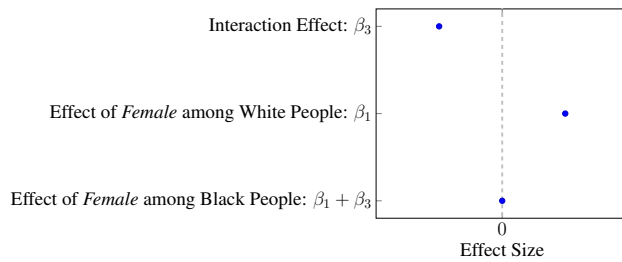 Interaction Effect: β₃
Effect of Female among White People: β₁
Effect of Female among Black People: β₁ + β₃
0
Effect Size